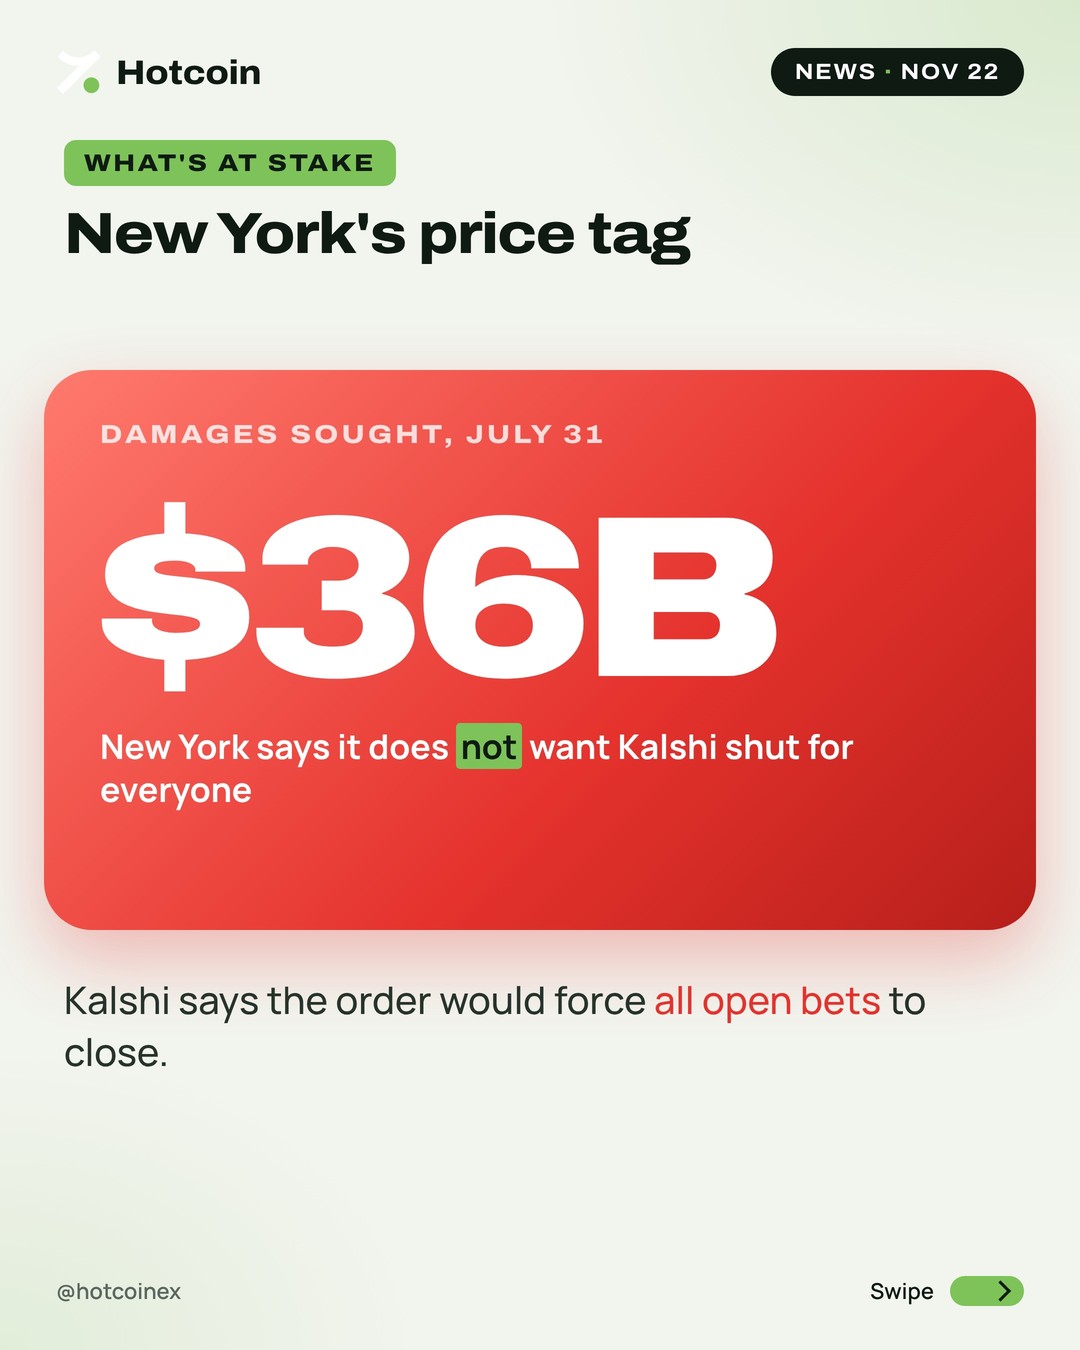 Hotcoin
NEWS · NOV 22
WHAT'S AT STAKE
New York's price tag
DAMAGES SOUGHT, JULY 31
$36B
New York says it does not want Kalshi shut for
everyone
Kalshi says the order would force all open bets to
close.
@hotcoinex
Swipe